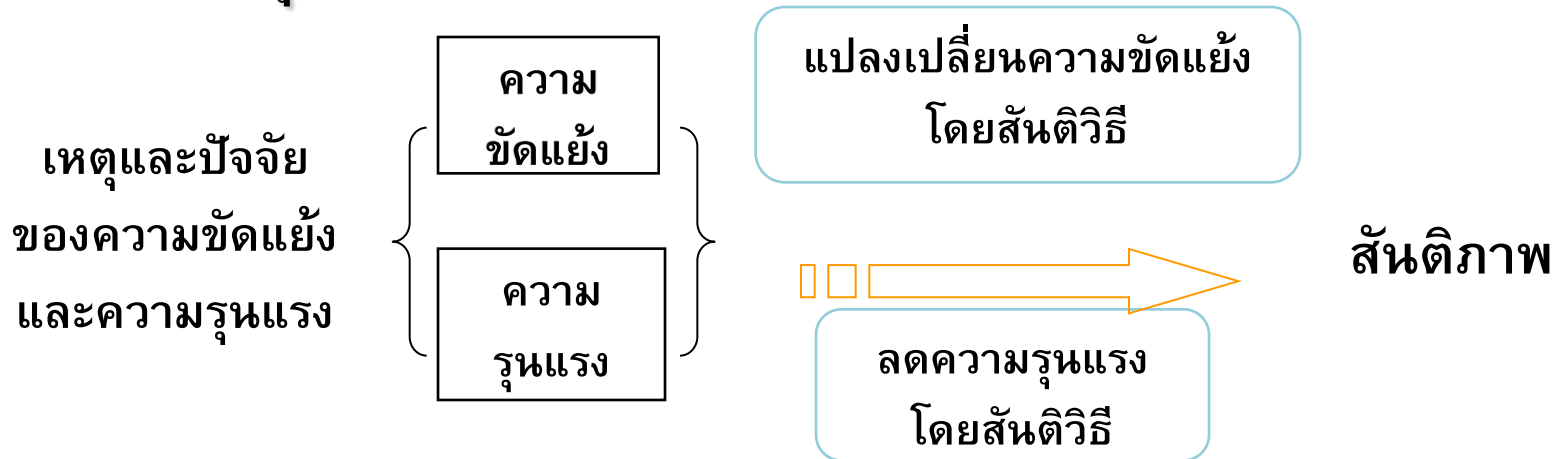 เหตุและปัจจัย
ของความขัดแย้ง
และความรุนแรง
ความ
ขัดแย้ง
ความ
รุนแรง
แปลงเปลี่ยนความขัดแย้ง
โดยสันติวิธี
ลดความรุนแรง
โดยสันติวิธี
สันติภาพ